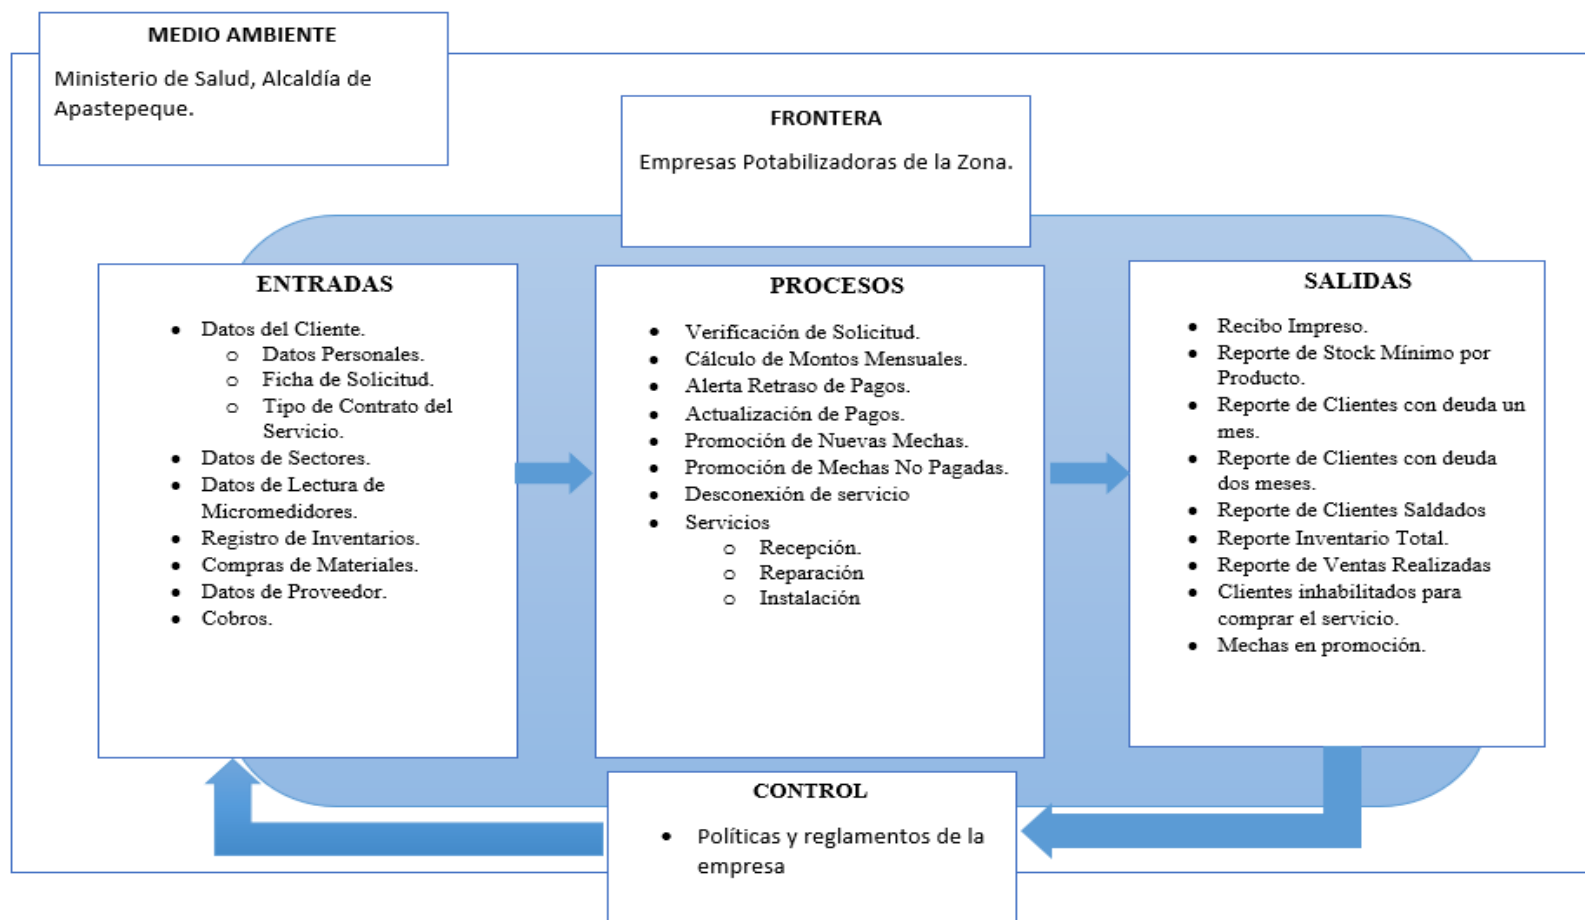 MEDIO AMBIENTE
Ministerio de Salud, Alcaldía de
Apastepeque.
FRONTERA
Empresas Potabilizadoras de la Zona.
ENTRADAS
• Datos del Cliente.
o Datos Personales.
o Ficha de Solicitud.
o Tipo de Contrato del
Servicio.
• Datos de Sectores.
• Datos de Lectura de
Micromedidores.
• Registro de Inventarios.
• Compras de Materiales.
• Datos de Proveedor.
• Cobros.
PROCESOS
• Verificación de Solicitud.
• Cálculo de Montos Mensuales.
• Alerta Retraso de Pagos.
• Actualización de Pagos.
• Promoción de Nuevas Mechas.
• Promoción de Mechas No Pagadas.
• Desconexión de servicio
• Servicios
o Recepción.
o Reparación
o Instalación
SALIDAS
• Recibo Impreso.
• Reporte de Stock Mínimo por
Producto.
• Reporte de Clientes con deuda un
mes.
• Reporte de Clientes con deuda
dos meses.
• Reporte de Clientes Saldados
• Reporte Inventario Total.
• Reporte de Ventas Realizadas
• Clientes inhabilitados para
comprar el servicio.
• Mechas en promoción.
CONTROL
• Políticas y reglamentos de la
empresa